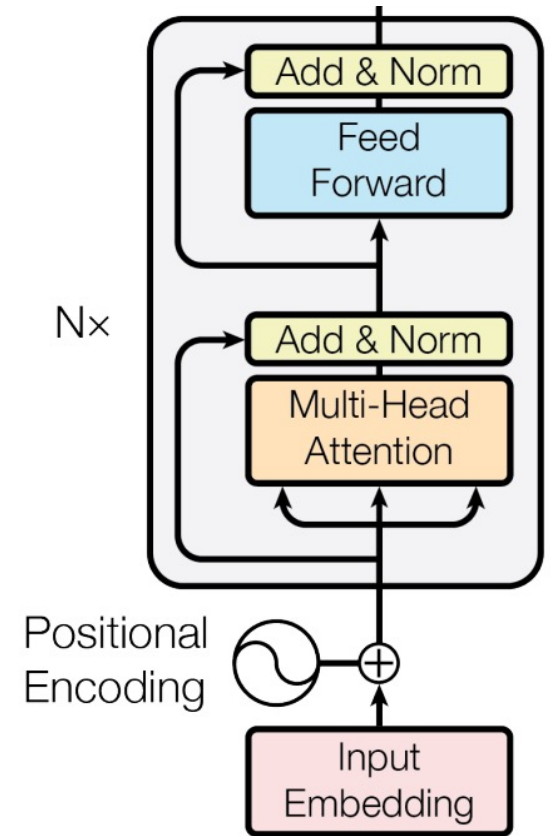 Add & Norm
Feed
Forward
N×
Add & Norm
Multi-Head
Attention
Positional
Encoding
Input
Embedding